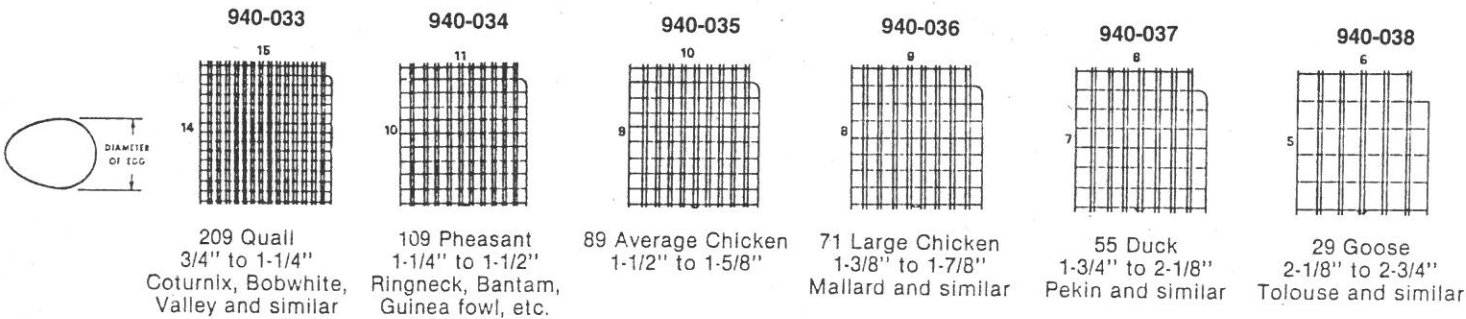 940-033
940-034
940-035
940-036
940-037
940-038
15
11
10
9
8
6
14
10
9
8
7
5
DIAMETER
OF EGG
209 Quail
3/4'' to 1-1/4''
Coturnix, Bobwhite,
Valley and similar
109 Pheasant
1-1/4'' to 1-1/2''
Ringneck, Bantam,
Guinea fowl, etc.
89 Average Chicken
1-1/2'' to 1-5/8''
71 Large Chicken
1-3/8'' to 1-7/8''
Mallard and similar
55 Duck
1-3/4'' to 2-1/8''
Pekin and similar
29 Goose
2-1/8'' to 2-3/4''
Tolouse and similar